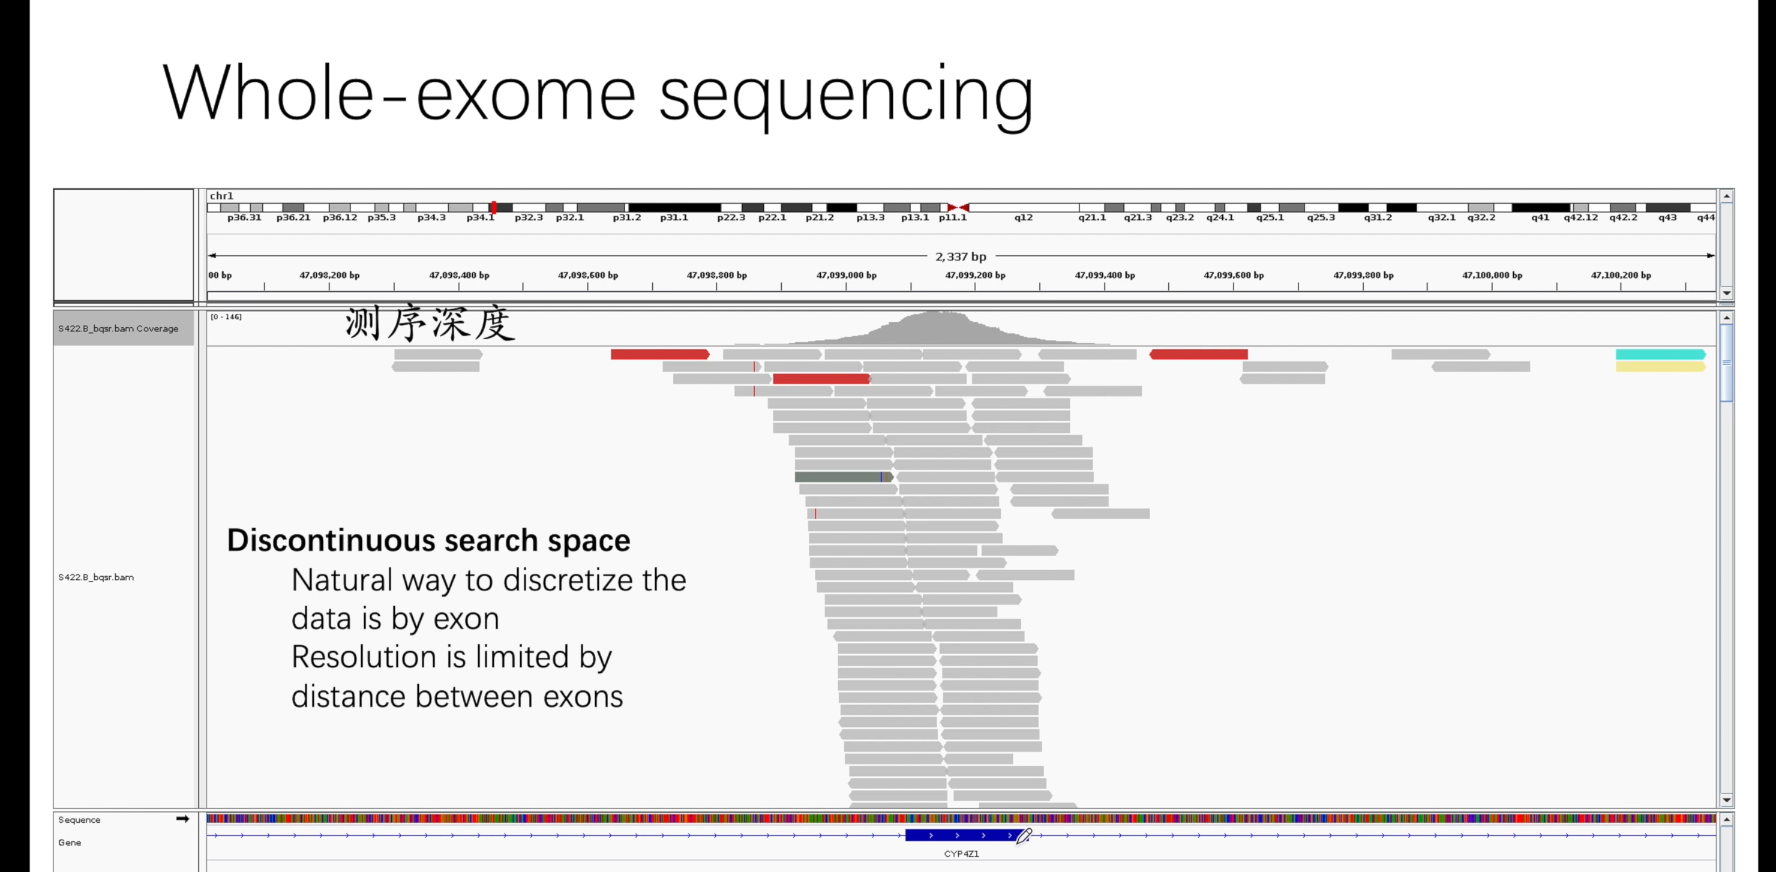 Whole-exome sequencing
chr1
p36.31 p36.21 p36.12 p35.3 p34.3 p34.1 p32.3 p32.1 p31.2 p31.1 p22.3 p22.1 p21.2 p13.3 p13.1 p11.1 q12 q21.1 q21.3 q23.2 q24.1 q25.1 q25.3 q31.2 q32.1 q32.2 q41 q42.12 q42.2 q43 q44
2,337 bp
00 bp 47,098,200 bp 47,098,400 bp 47,098,600 bp 47,098,800 bp 47,099,000 bp 47,099,200 bp 47,099,400 bp 47,099,600 bp 47,099,800 bp 47,100,000 bp 47,100,200 bp
S422.B_bqsr.bam Coverage
[0 - 146]
测序深度
Discontinuous search space
Natural way to discretize the
data is by exon
Resolution is limited by
distance between exons
S422.B_bqsr.bam
Sequence
Gene
CYP4Z1